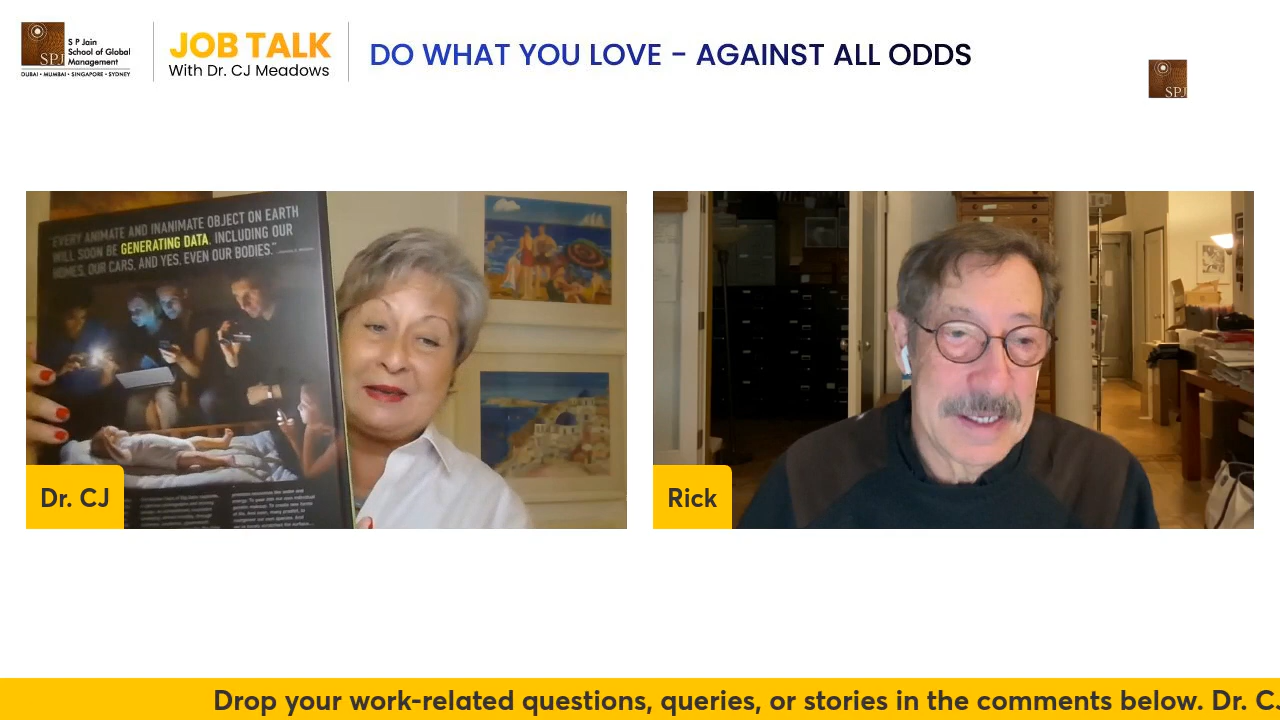 SPJ
S P Jain
School of Global
Management
DUBAI • MUMBAI • SINGAPORE • SYDNEY
JOB TALK
With Dr. CJ Meadows
DO WHAT YOU LOVE – AGAINST ALL ODDS
SPJ
"EVERY ANIMATE AND INANIMATE OBJECT ON EARTH
WILL SOON BE GENERATING DATA, INCLUDING OUR
HOMES, OUR CARS, AND YES, EVEN OUR BODIES."
Dr. CJ
Rick
Drop your work-related questions, queries, or stories in the comments below. Dr. CJ